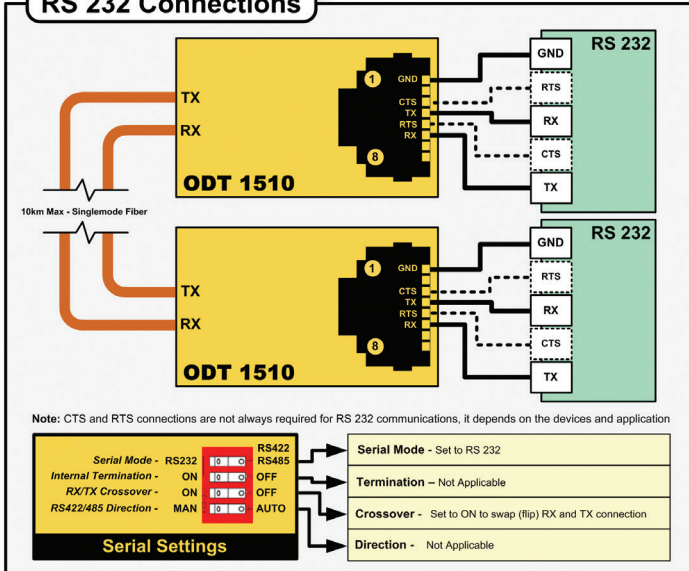 RS 232 Connections
TX
RX
ODT 1510
1
8
GND
CTS
TX
RTS
RX
GND
RTS
RX
CTS
TX
RS 232
10km Max - Singlemode Fiber
TX
RX
ODT 1510
1
8
GND
CTS
TX
RTS
RX
GND
RTS
RX
CTS
TX
RS 232
Note: CTS and RTS connections are not always required for RS 232 communications, it depends on the devices and application
RS422
Serial Mode - RS232 RS485
Internal Termination - ON OFF
RX/TX Crossover - ON OFF
RS422/485 Direction - MAN AUTO
Serial Settings
Serial Mode - Set to RS 232
Termination – Not Applicable
Crossover - Set to ON to swap (flip) RX and TX connection
Direction - Not Applicable